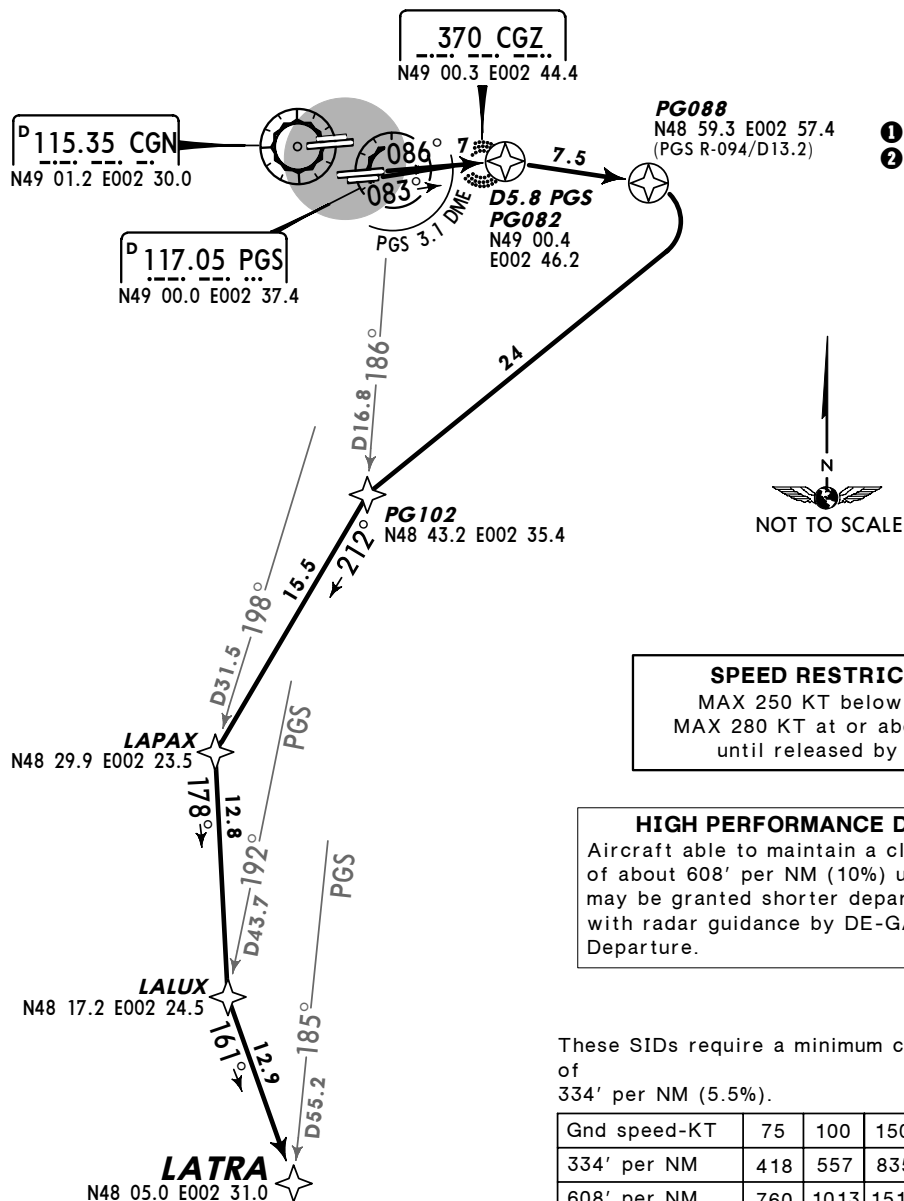 370 CGZ
N49 00.3 E002 44.4
D 115.35 CGN
N49 01.2 E002 30.0
D 117.05 PGS
N49 00.0 E002 37.4
086°
083°
7
PGS 3.1 DME
D5.8 PGS
PG082
N49 00.4
E002 46.2
7.5
PG088
N48 59.3 E002 57.4
(PGS R-094/D13.2)
1
2
24
D16.8 186°
PG102
N48 43.2 E002 35.4
212°
15.5
D31.5 198°
N
NOT TO SCALE
LAPAX
N48 29.9 E002 23.5
178°
12.8
D43.7 192° PGS
LALUX
N48 17.2 E002 24.5
161°
12.9
D55.2 185° PGS
LATRA
N48 05.0 E002 31.0
SPEED RESTRIC
MAX 250 KT below
MAX 280 KT at or abo
until released by
HIGH PERFORMANCE D
Aircraft able to maintain a cl
of about 608' per NM (10%) u
may be granted shorter depar
with radar guidance by DE-GA
Departure.
These SIDs require a minimum c
of
334' per NM (5.5%).
Gnd speed-KT 75 100 150
334' per NM 418 557 835
608' per NM 760 1013 151